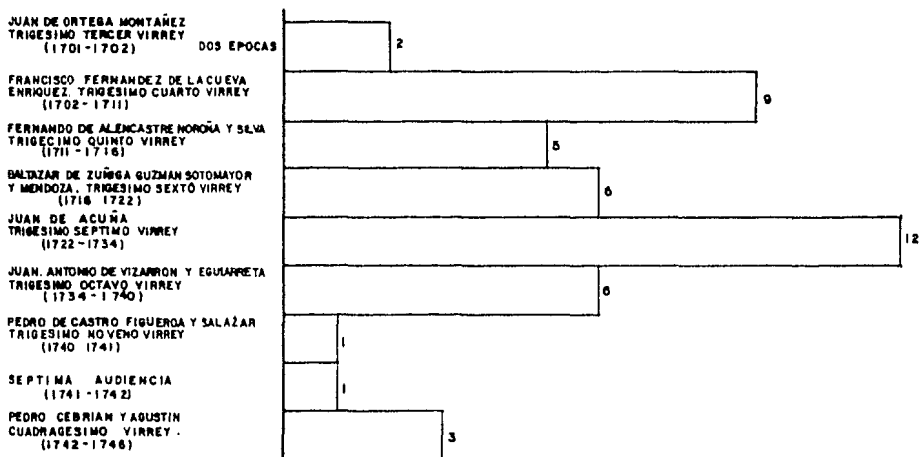 JUAN DE ORTEGA MONTAÑEZ
TRIGESIMO TERCER VIRREY
(1701-1702) DOS EPOCAS
2
FRANCISCO FERNANDEZ DE LA CUEVA
ENRIQUEZ. TRIGESIMO CUARTO VIRREY
(1702-1711)
9
FERNANDO DE ALENCASTRE NOROÑA Y SILVA
TRIGECIMO QUINTO VIRREY
(1711-1716)
5
BALTAZAR DE ZUÑIGA GUZMAN SOTOMAYOR
Y MENDOZA. TRIGESIMO SEXTO VIRREY
(1716 1722)
6
JUAN DE ACUÑA
TRIGESIMO SEPTIMO VIRREY
(1722-1734)
12
JUAN. ANTONIO DE VIZARRON Y EGUIARRETA
TRIGESIMO OCTAVO VIRREY
(1734-1740)
6
PEDRO DE CASTRO FIGUEROA Y SALAZAR
TRIGESIMO NOVENO VIRREY
(1740 1741)
1
SEPTIMA AUDIENCIA
(1741-1742)
1
PEDRO CEBRIAN Y AGUSTIN
CUADRAGESIMO VIRREY.
(1742-1746)
3